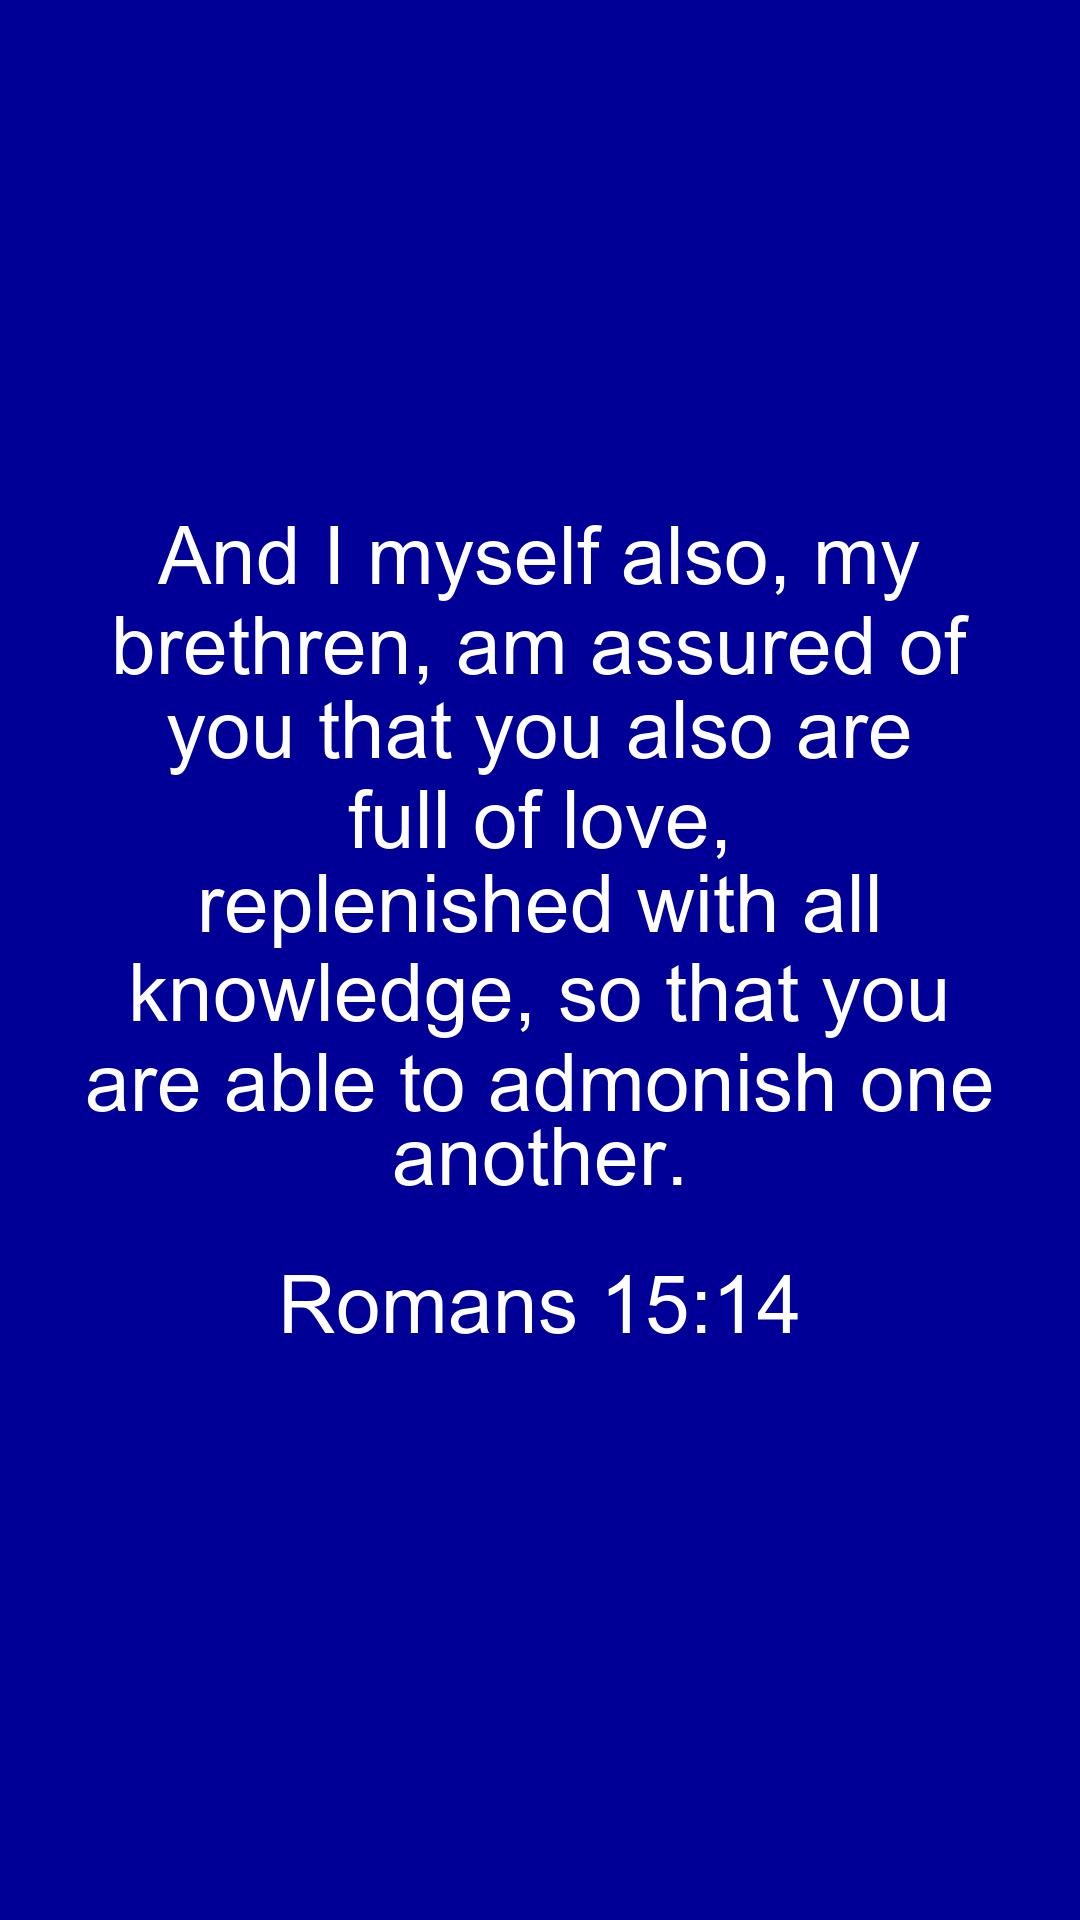 And I myself also, my
brethren, am assured of
you that you also are
full of love,
replenished with all
knowledge, so that you
are able to admonish one
another.
Romans 15:14